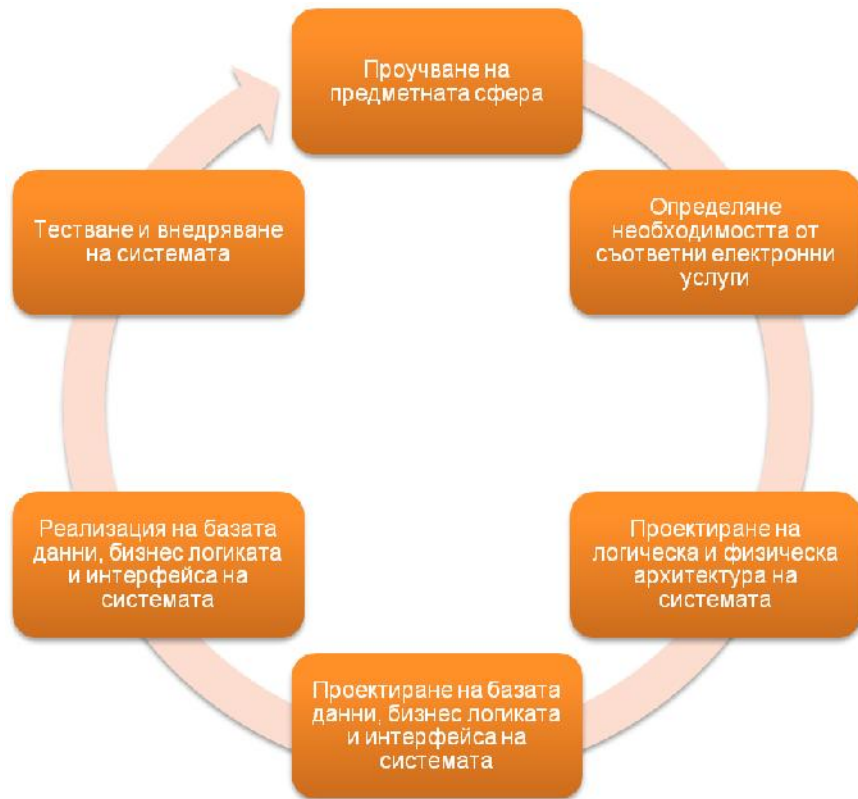 Проучване на
предметната сфера
Определяне
необходимостта от
съответни електронни
услуги
Проектиране на
логическа и физическа
архитектура на
системата
Проектиране на базата
данни, бизнес логиката
и интерфейса на
системата
Реализация на базата
данни, бизнес логиката
и интерфейса на
системата
Тестване и внедряване
на системата